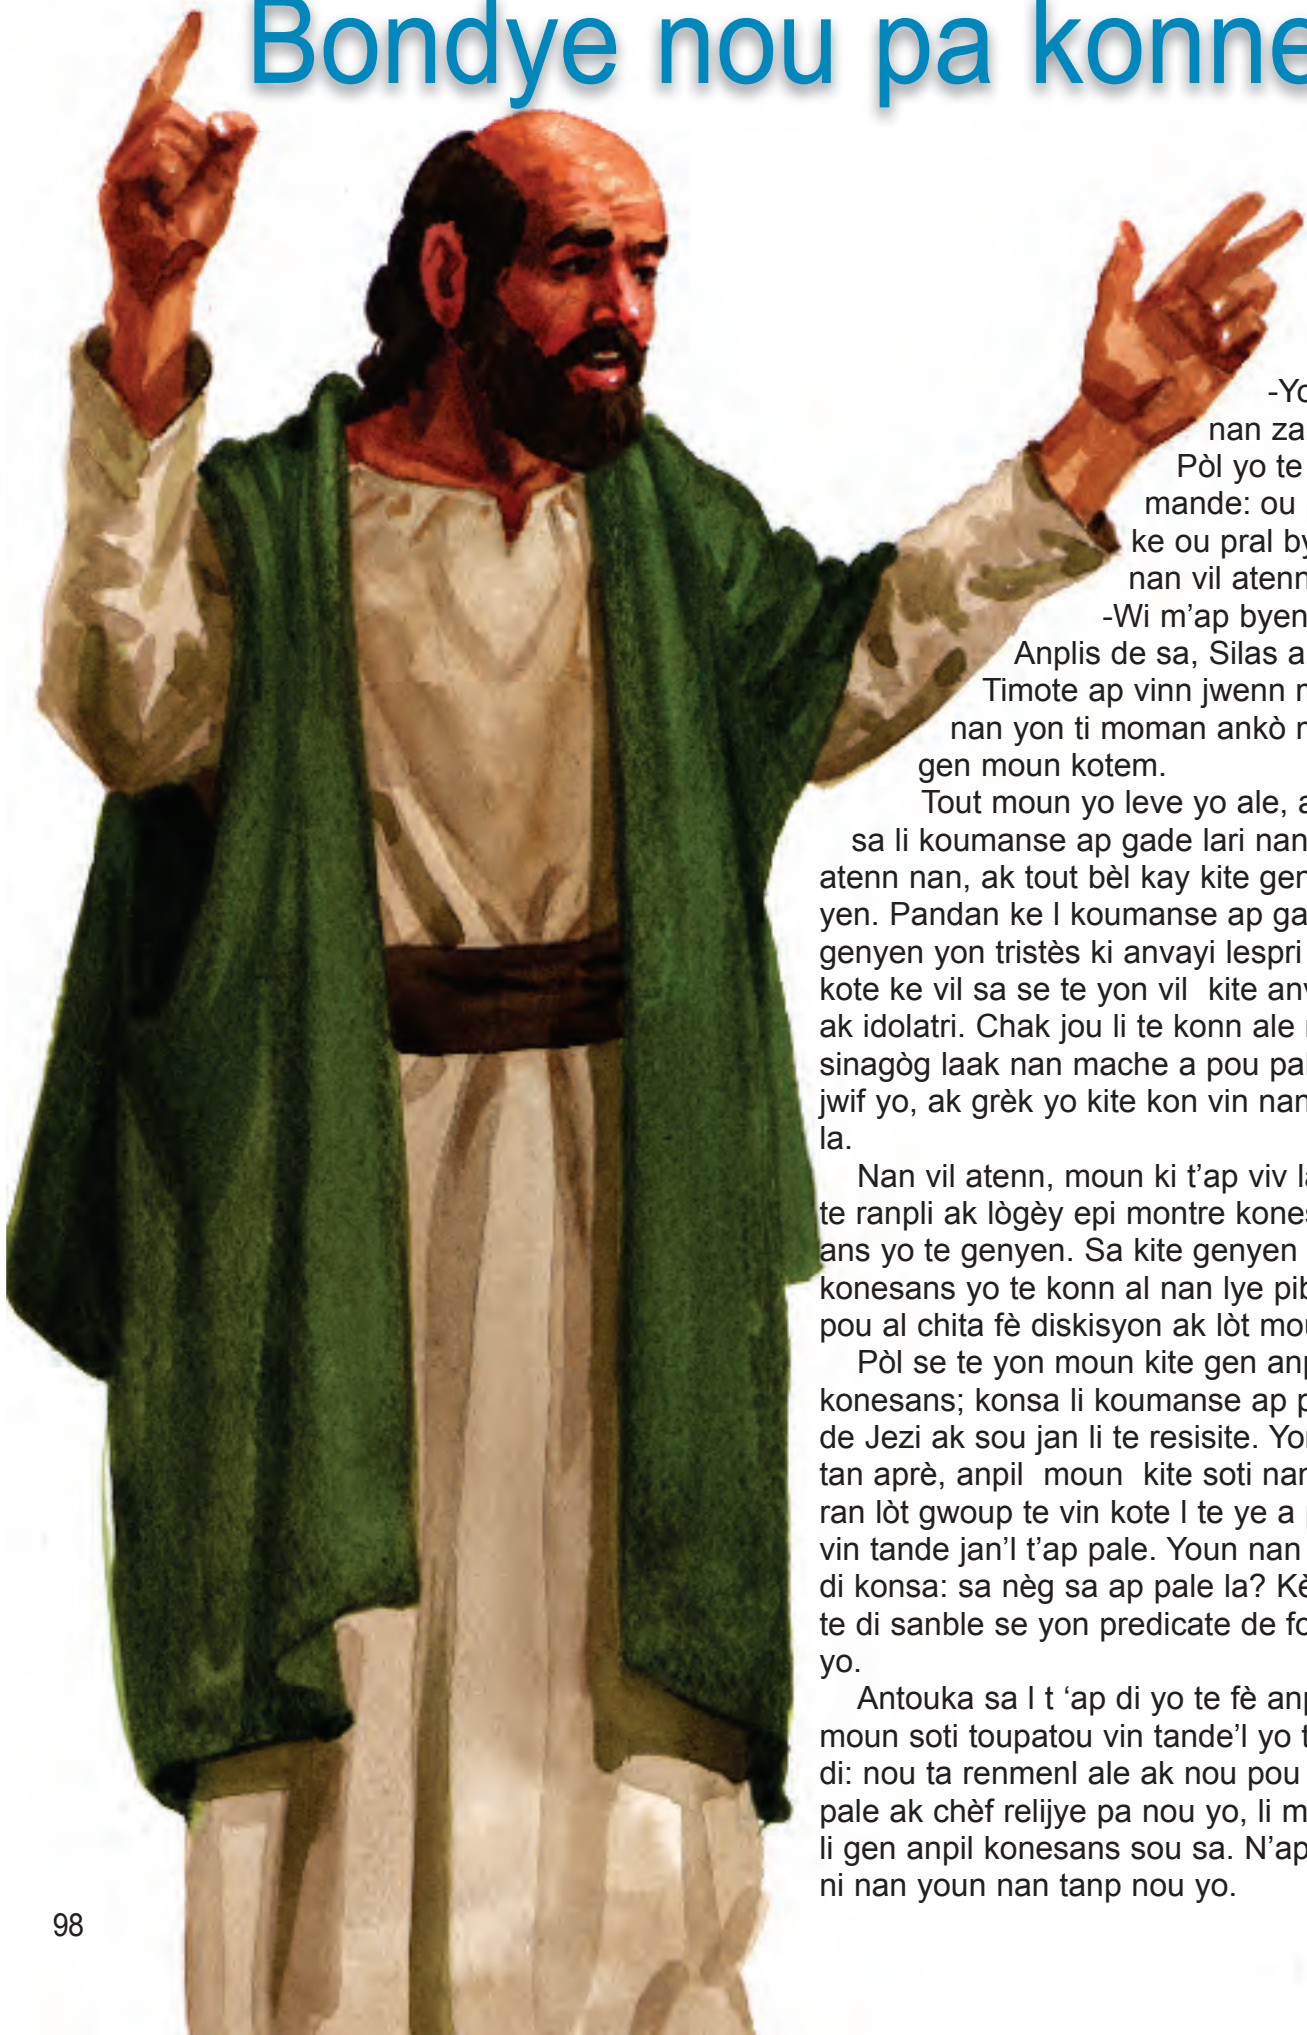 Bondye nou pa konne
-Yo
nan za
Pòl yo te
mande: ou
ke ou pral by
nan vil atenn
-Wi m’ap byen
Anplis de sa, Silas a
Timote ap vinn jwenn
nan yon ti moman ankò
gen moun kotem.
Tout moun yo leve yo ale, a
sa li koumanse ap gade lari nan
atenn nan, ak tout bèl kay kite gen
yen. Pandan ke l koumanse ap ga
genyen yon tristès ki anvayi lespri
kote ke vil sa se te yon vil kite anv
ak idolatri. Chak jou li te konn ale
sinagòg laak nan mache a pou pal
jwif yo, ak grèk yo kite kon vin nan
la.
Nan vil atenn, moun ki t’ap viv la
te ranpli ak lògèy epi montre kones
ans yo te genyen. Sa kite genyen
konesans yo te konn al nan lye pib
pou al chita fè diskisyon ak lòt mou
Pòl se te yon moun kite gen anp
konesans; konsa li koumanse ap p
de Jezi ak sou jan li te resisite. Yon
tan aprè, anpil moun kite soti nan
ran lòt gwoup te vin kote l te ye a
vin tande jan’l t’ap pale. Youn nan
di konsa: sa nèg sa ap pale la? Kè
te di sanble se yon predicate de fo
yo.
Antouka sa l t ‘ap di yo te fè anp
moun soti toupatou vin tande’l yo t
di: nou ta renmenl ale ak nou pou
pale ak chèf relijye pa nou yo, li m
li gen anpil konesans sou sa. N’ap
ni nan youn nan tanp nou yo.
98